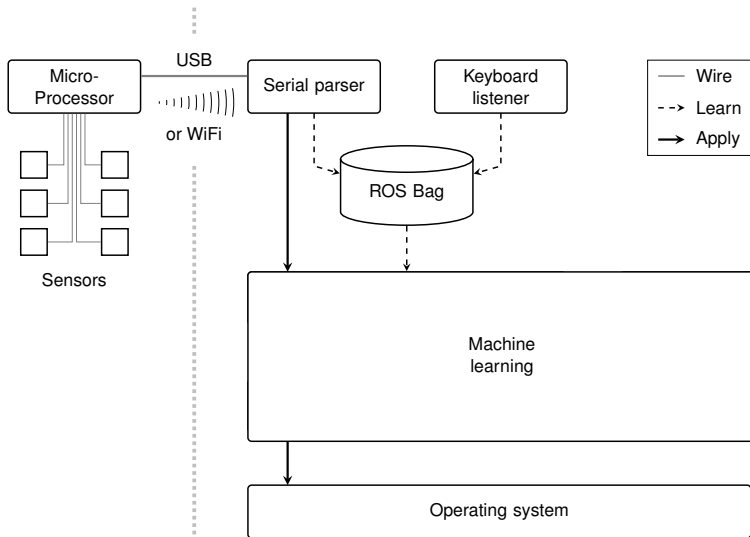 USB
Micro-
Processor
Serial parser
Keyboard
listener
Wire
Learn
Apply
or WiFi
ROS Bag
Sensors
Machine
learning
Operating system